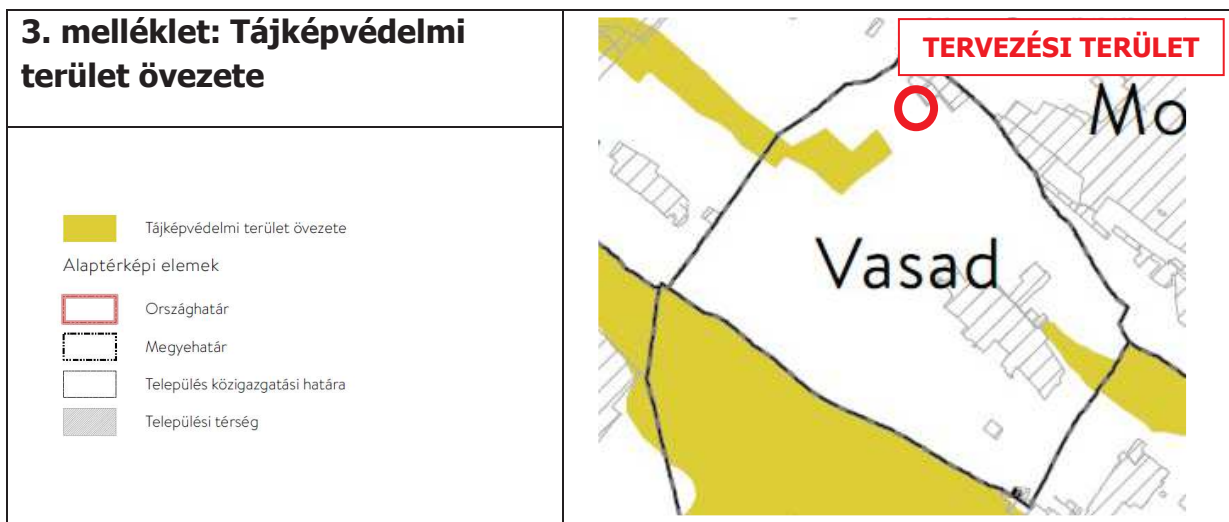 3. melléklet: Tájképvédelmi
terület övezete
Tájképvédelmi terület övezete
Alaptérképi elemek
Országhatár
Megyehatár
Település közigazgatási határa
Települési térség
TERVEZÉSI TERÜLET
Mo
Vasad